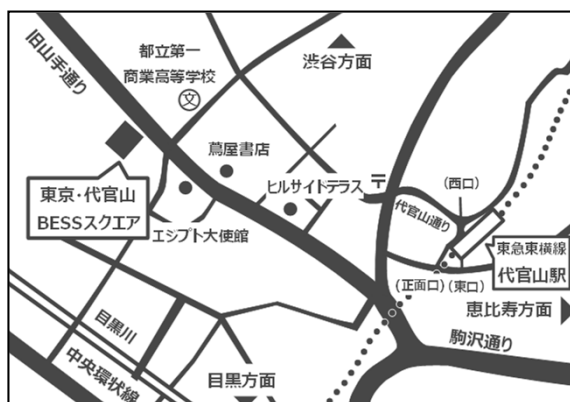 旧山手通り
都立第一
商業高等学校
文
渋谷方面
蔦屋書店
ヒルサイトテラス
〒
(西口)
代官山通り
東京・代官山
BESSスクエア
エジプト大使館
東急東横線
代官山駅
(正面口)
(東口)
恵比寿方面
目黒川
駒沢通り
中央環状線
目黒方面